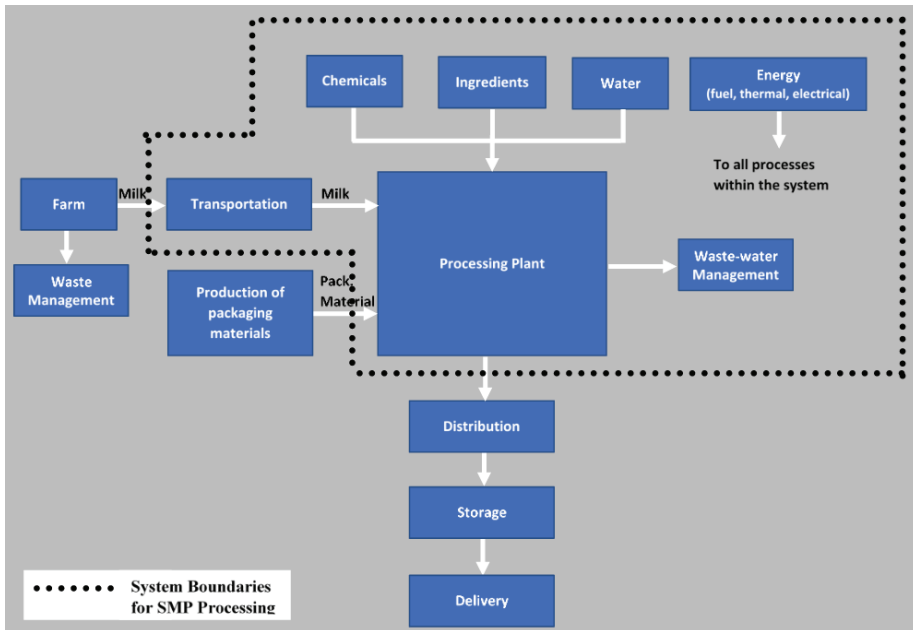 Chemicals
Ingredients
Water
Energy
(fuel, thermal, electrical)
To all processes
within the system
Farm
Milk
Transportation
Milk
Processing Plant
Waste-water
Management
Waste
Management
Production of
packaging
materials
Pack.
Material
Distribution
Storage
Delivery
System Boundaries
for SMP Processing